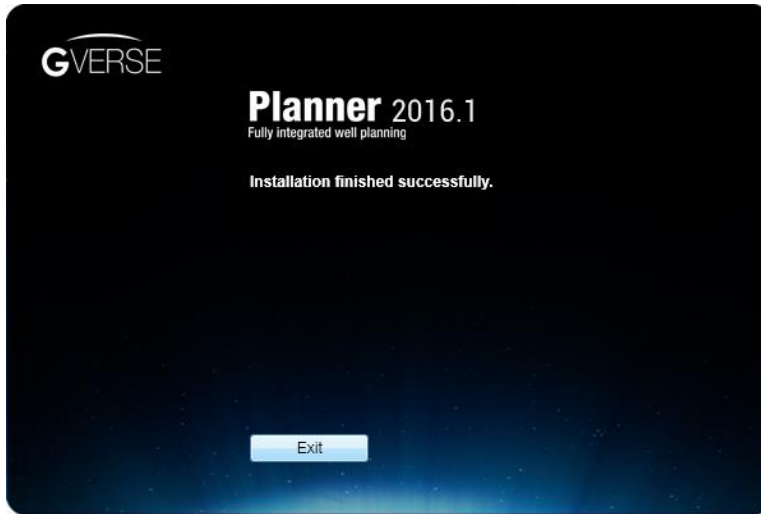 GVERSE
Planner 2016.1
Fully integrated well planning
Installation finished successfully.
Exit